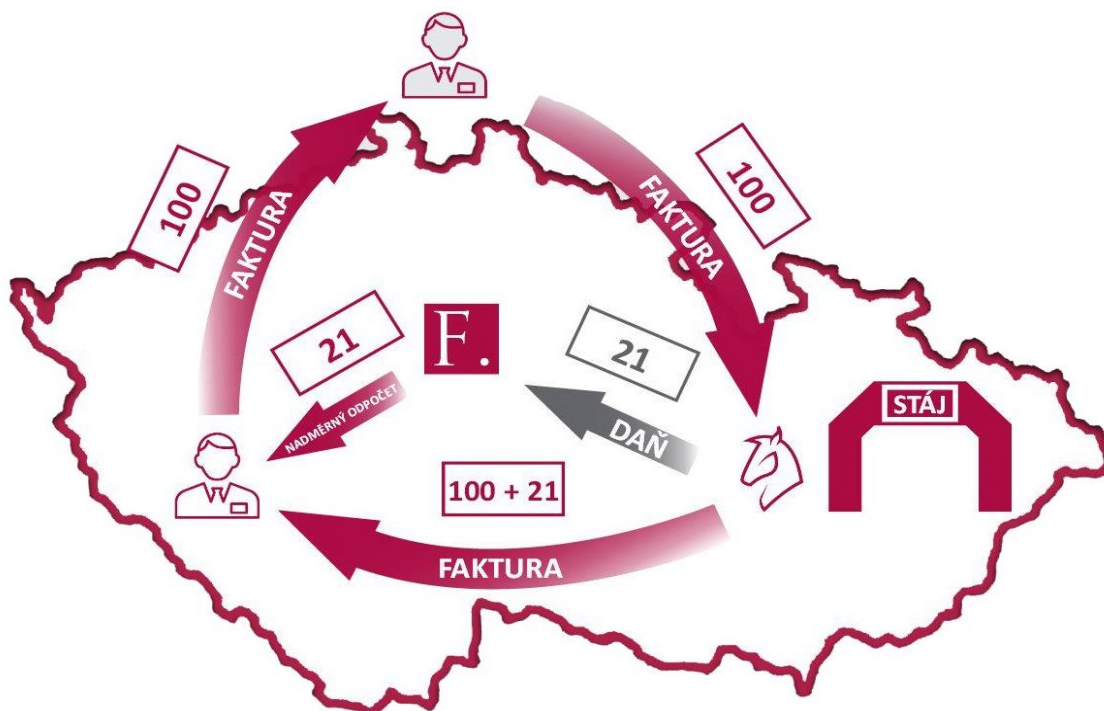 100
FAKTURA
FAKTURA
100
21
F.
21
NADMĚRNÝ ODPOČET
DAŇ
STÁJ
100 + 21
FAKTURA